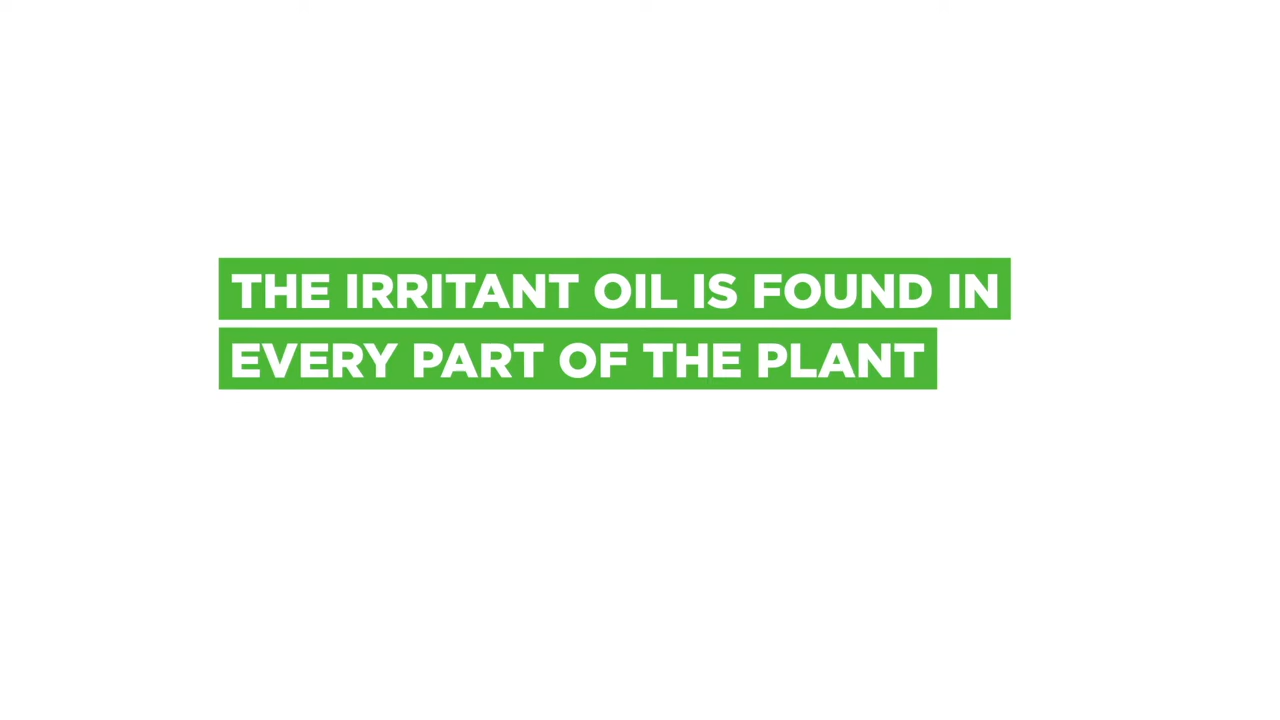 THE IRRITANT OIL IS FOUND IN
EVERY PART OF THE PLANT